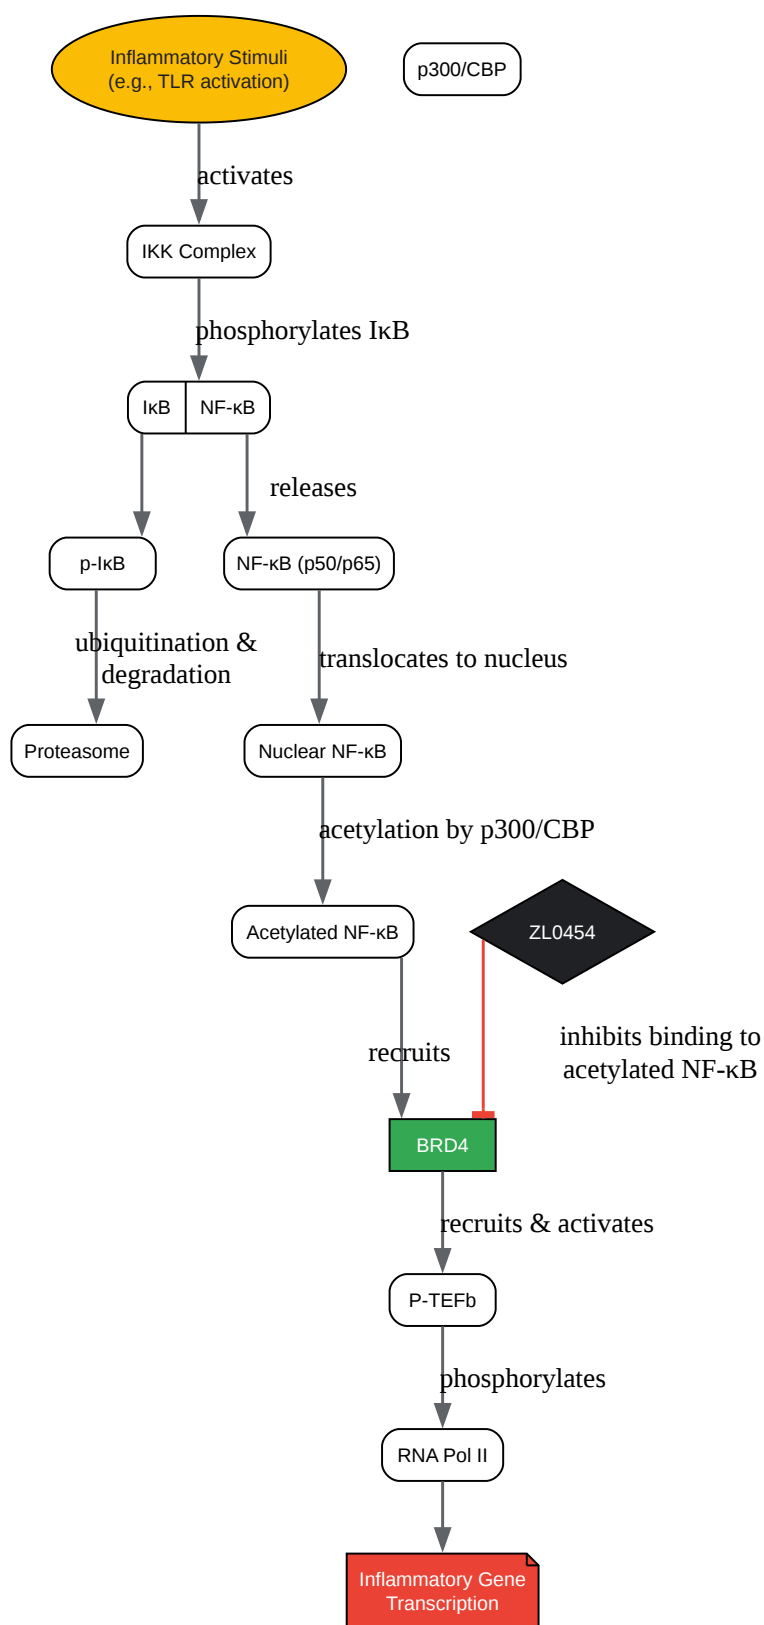 Inflammatory Stimuli
(e.g., TLR activation)
p300/CBP
activates
IKK Complex
phosphorylates IκB
IκB
NF-κB
releases
p-IκB
NF-κB (p50/p65)
ubiquitination &
degradation
translocates to nucleus
Proteasome
Nuclear NF-κB
acetylation by p300/CBP
Acetylated NF-κB
ZL0454
recruits
inhibits binding to
acetylated NF-κB
BRD4
recruits & activates
P-TEFb
phosphorylates
RNA Pol II
Inflammatory Gene
Transcription